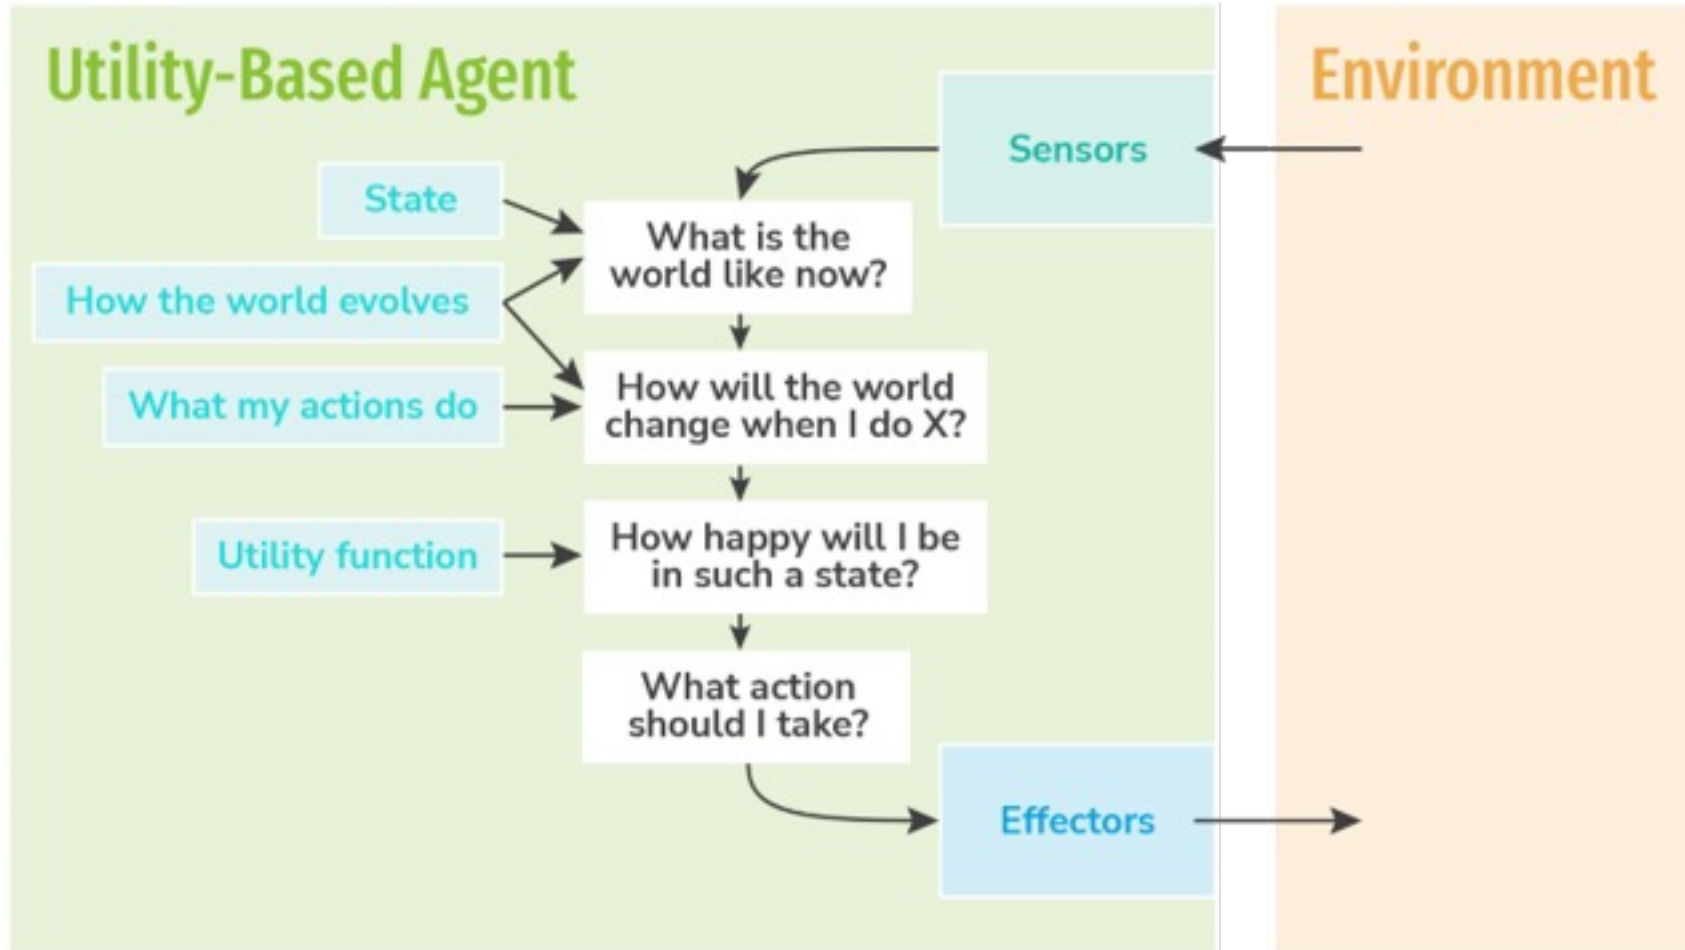 Utility-Based Agent
Environment
Sensors
State
What is the
world like now?
How the world evolves
How will the world
change when I do X?
What my actions do
How happy will I be
in such a state?
Utility function
What action
should I take?
Effectors